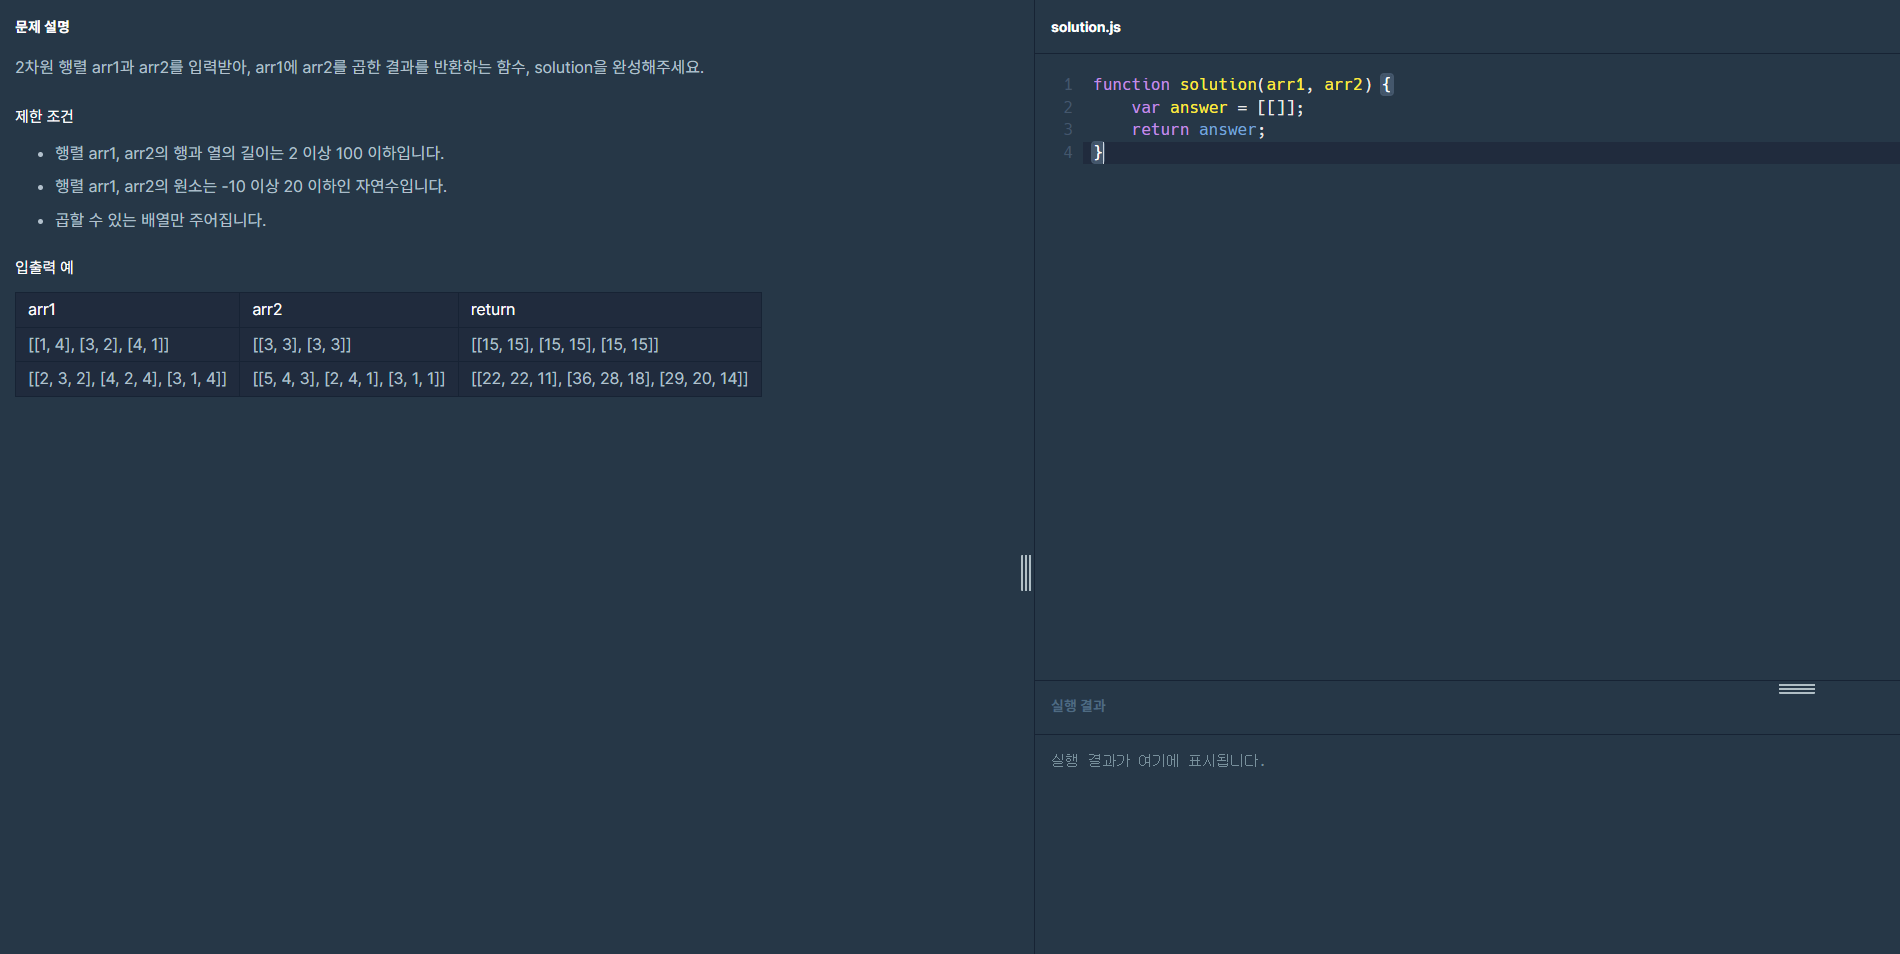 문제 설명
2차원 행렬 arr1과 arr2를 입력받아, arr1에 arr2를 곱한 결과를 반환하는 함수, solution을 완성해주세요.
제한 조건
• 행렬 arr1, arr2의 행과 열의 길이는 2 이상 100 이하입니다.
• 행렬 arr1, arr2의 원소는 -10 이상 20 이하인 자연수입니다.
• 곱할 수 있는 배열만 주어집니다.
입출력 예
arr1 arr2 return
[[1, 4], [3, 2], [4, 1]] [[3, 3], [3, 3]] [[15, 15], [15, 15], [15, 15]]
[[2, 3, 2], [4, 2, 4], [3, 1, 4]] [[5, 4, 3], [2, 4, 1], [3, 1, 1]] [[22, 22, 11], [36, 28, 18], [29, 20, 14]]
solution.js
1 function solution(arr1, arr2) {
2     var answer = [[]];
3     return answer;
4 }
실행 결과
실행 결과가 여기에 표시됩니다.